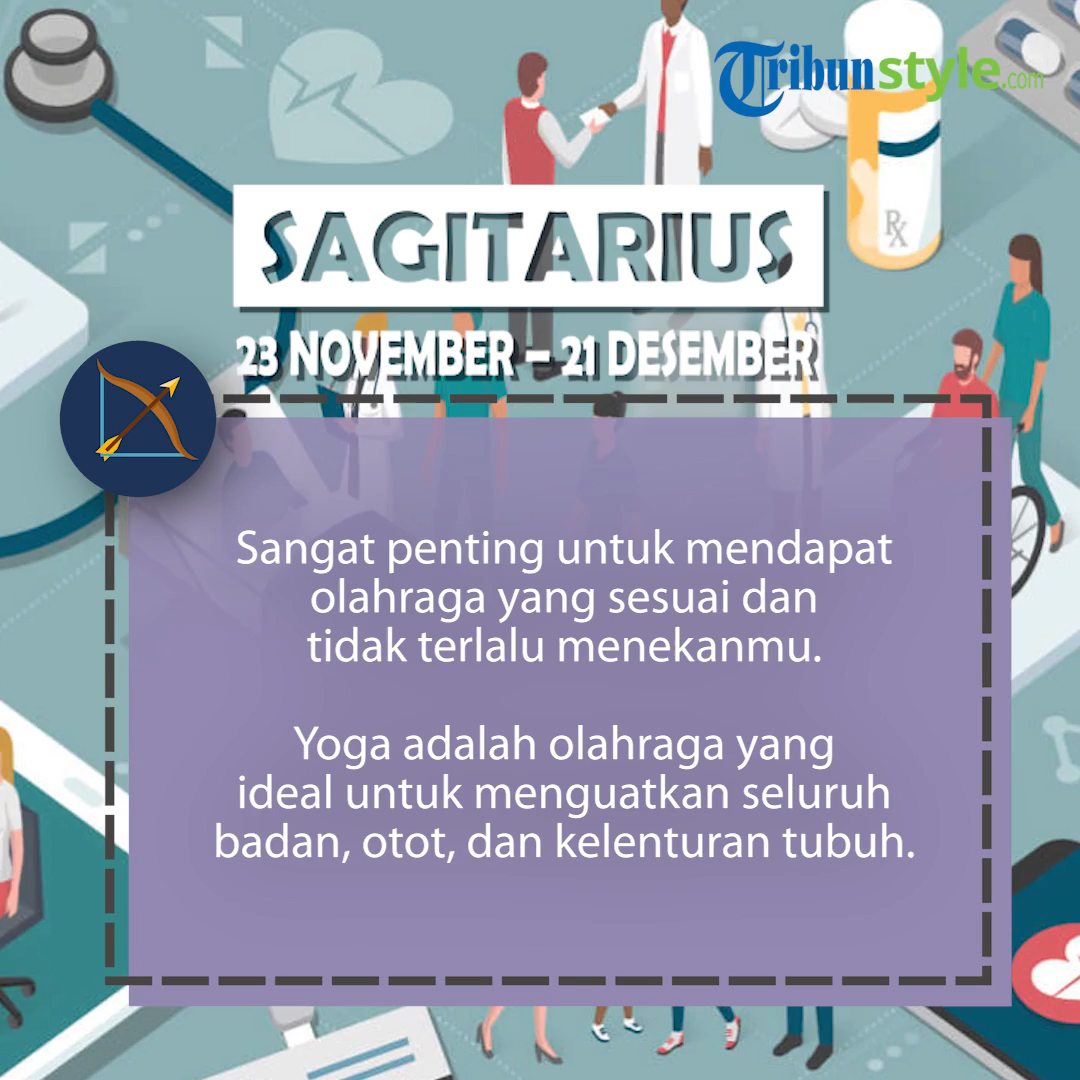 Tribunstyle.com
SAGITARIUS
23 NOVEMBER – 21 DESEMBER
RX
Sangat penting untuk mendapat
olahraga yang sesuai dan
tidak terlalu menekanmu.
Yoga adalah olahraga yang
ideal untuk menguatkan seluruh
badan, otot, dan kelenturan tubuh.